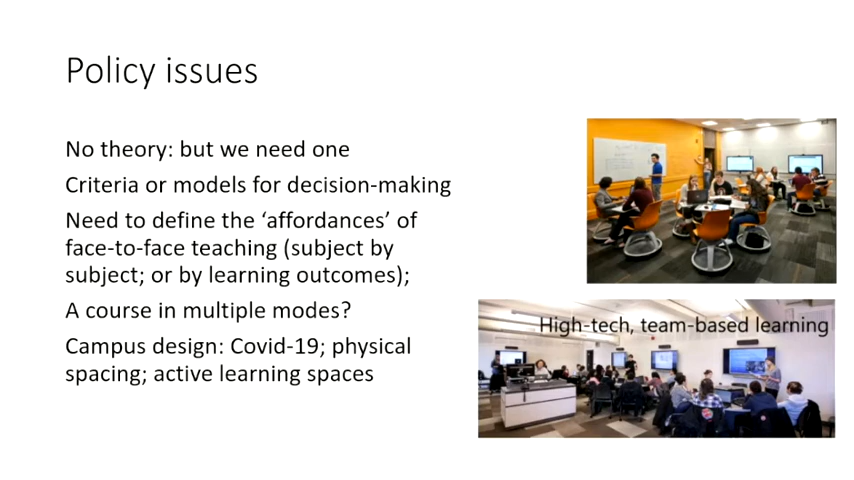 Policy issues
No theory: but we need one
Criteria or models for decision-making
Need to define the ‘affordances’ of
face-to-face teaching (subject by
subject; or by learning outcomes);
A course in multiple modes?
Campus design: Covid-19; physical
spacing; active learning spaces
High-tech, team-based learning